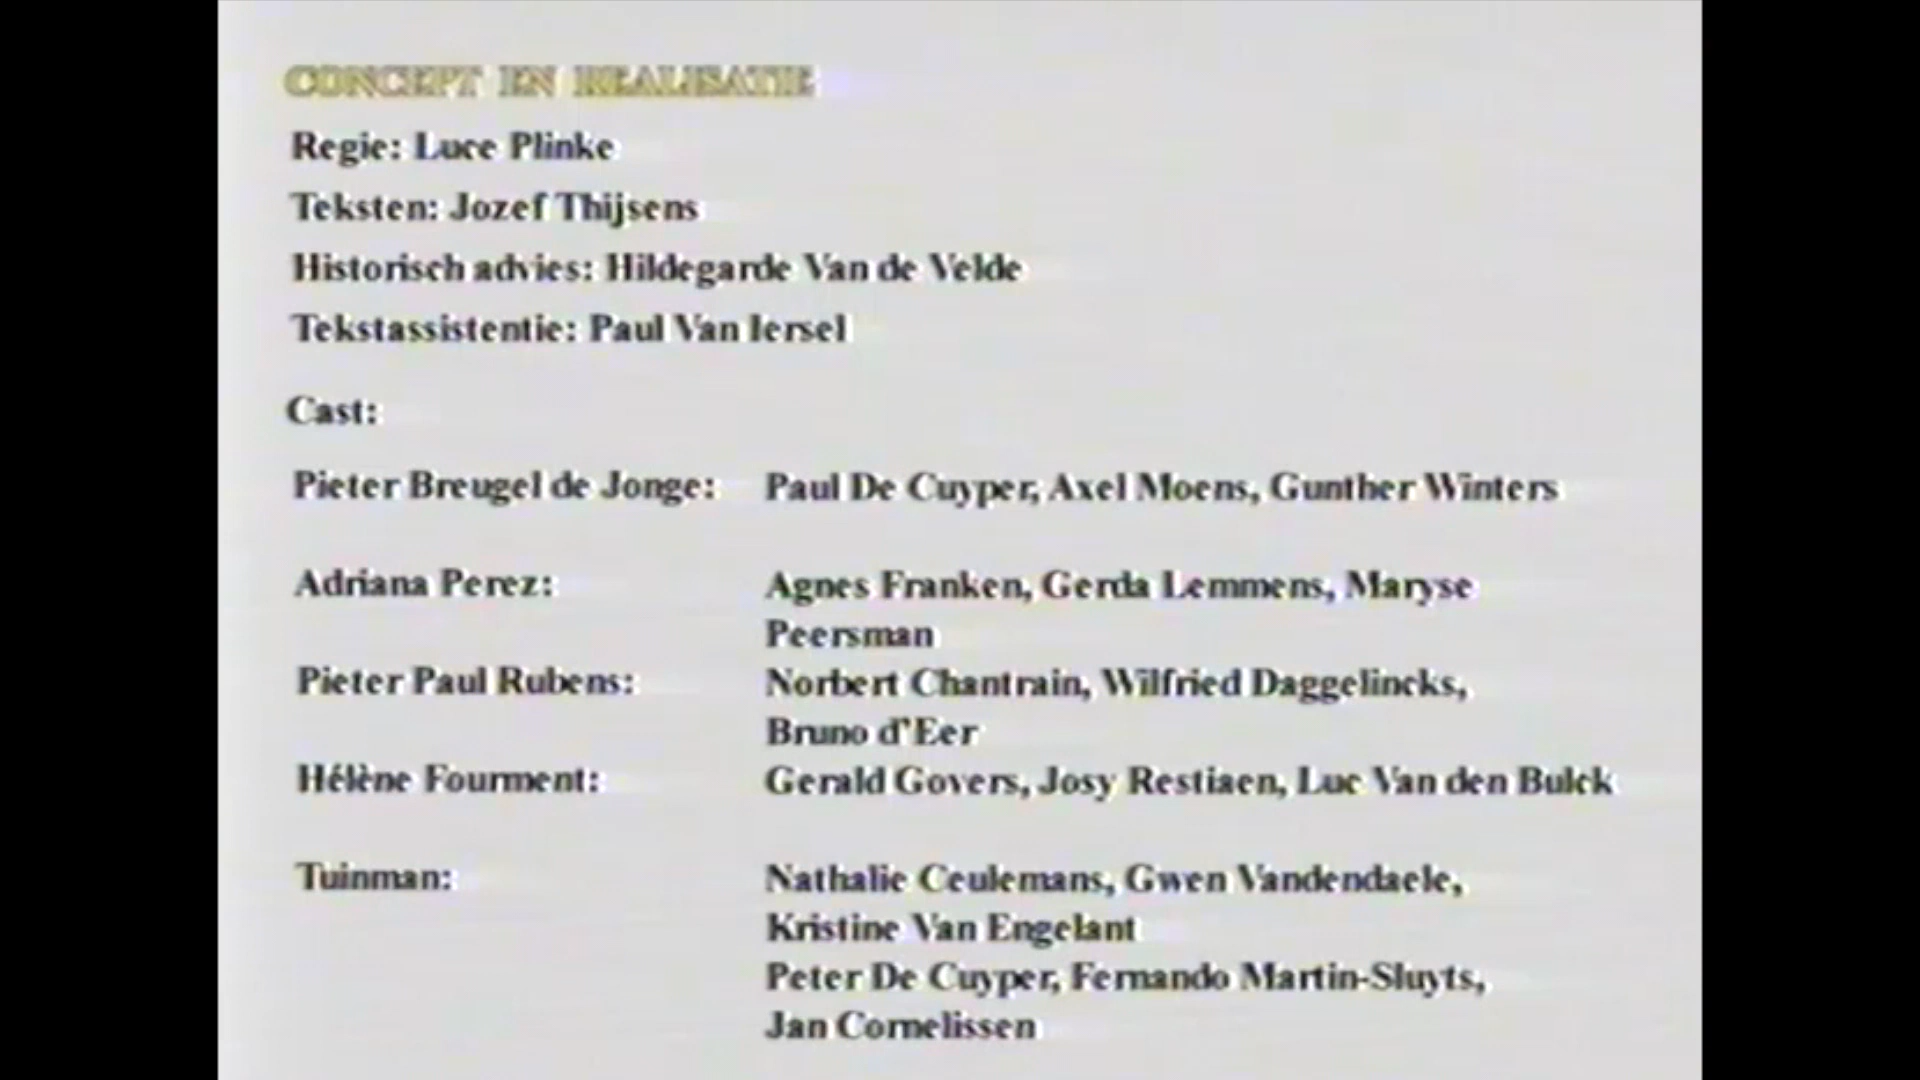 CONCEPT EN REALISATIE
Regie: Luce Plinke
Teksten: Jozef Thijsens
Historisch advies: Hildegarde Van de Velde
Tekstassistentie: Paul Van Iersel
Cast:
Pieter Breugel de Jonge: Paul De Cuyper, Axel Moens, Gunther Winters
Adriana Perez: Agnes Franken, Gerda Lemmens, Maryse
Peersman
Pieter Paul Rubens: Norbert Chantrain, Wilfried Daggelincks,
Bruno d'Eer
Hélène Fourment: Gerald Govers, Josy Restiaen, Luc Van den Bulck
Tuinman: Nathalie Ceulemans, Gwen Vandendaele,
Kristine Van Engelant
Peter De Cuyper, Fernando Martin-Sluyts,
Jan Cornelissen